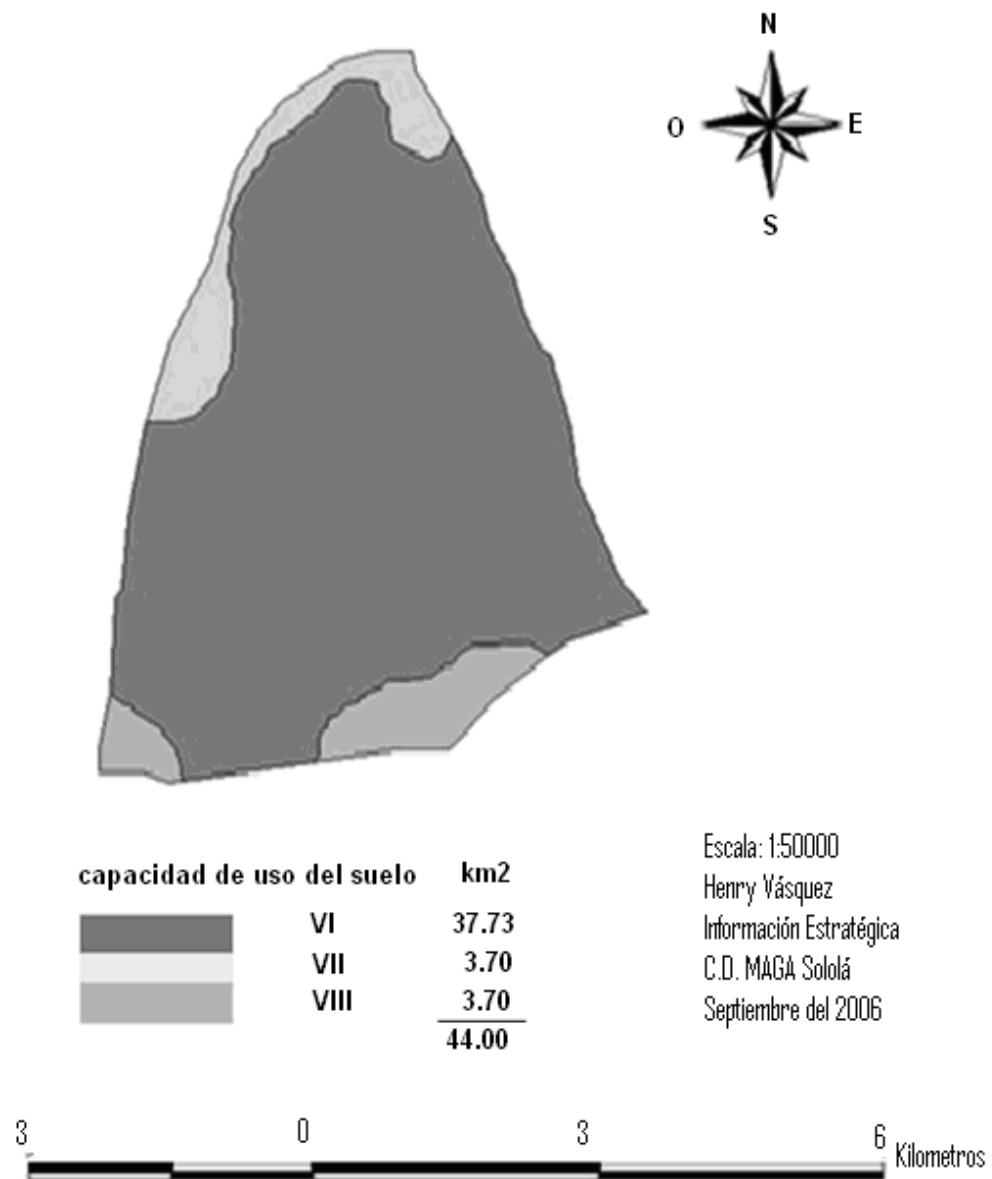 N
O E
S
capacidad de uso del suelo km2
VI 37.73
VII 3.70
VIII 3.70
44.00
Escala: 1:50000
Henry Vásquez
Información Estratégica
C.D. MAGA Sololá
Septiembre del 2006
3 0 3 6 Kilometros